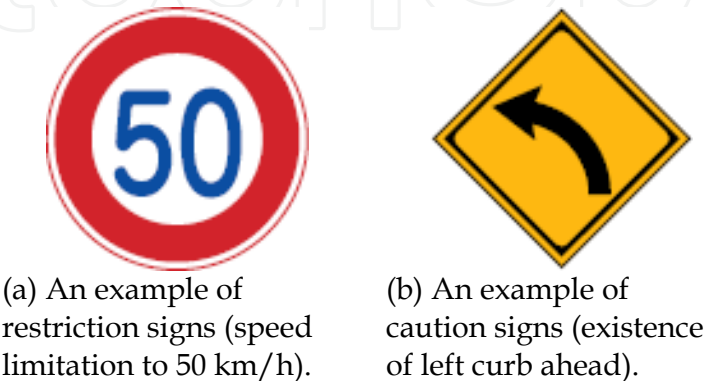 50
(a) An example of
restriction signs (speed
limitation to 50 km/h).
(b) An example of
caution signs (existence
of left curb ahead).